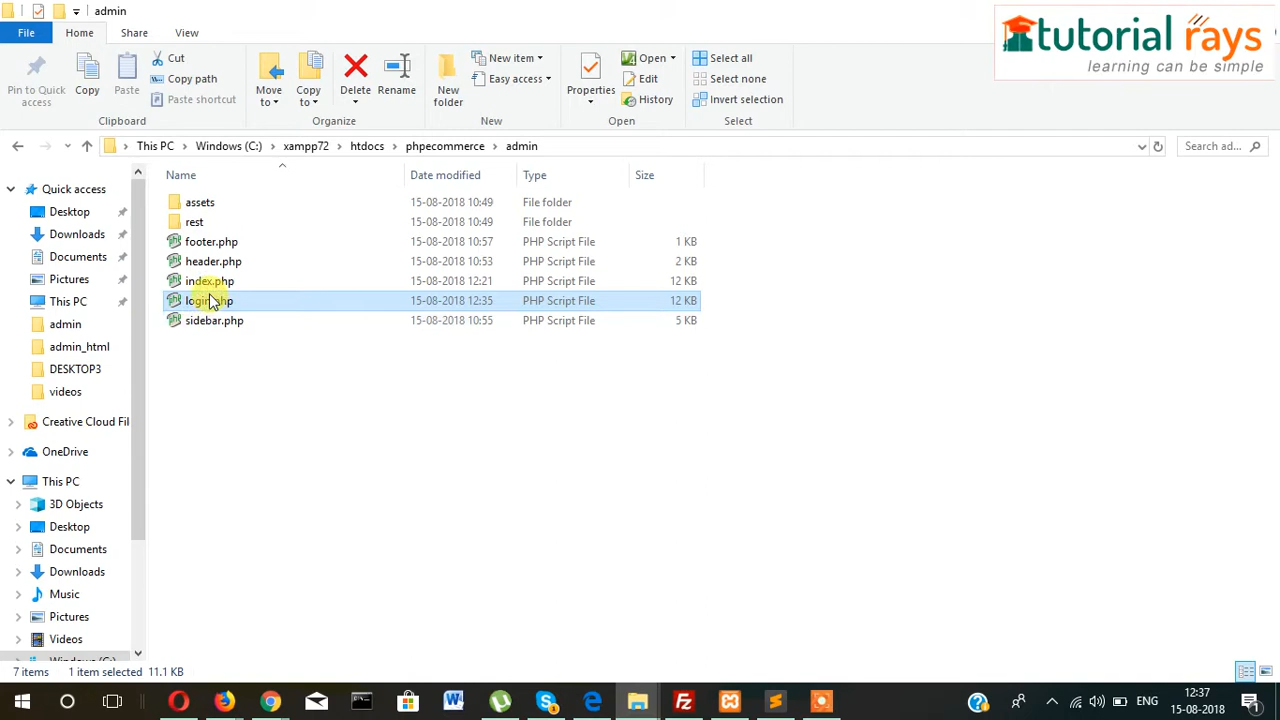 admin
File Home Share View
tutorial rays
learning can be simple
Pin to Quick access
Copy
Paste
Cut
Copy path
Paste shortcut
Clipboard
Move to
Copy to
Delete
Rename
Organize
New folder
New item
Easy access
New
Properties
Open
Edit
History
Open
Select all
Select none
Invert selection
Select
This PC Windows (C:) xampp72 htdocs phpecommerce admin
Search ad...
Name Date modified Type Size
assets 15-08-2018 10:49 File folder
rest 15-08-2018 10:49 File folder
footer.php 15-08-2018 10:57 PHP Script File 1 KB
header.php 15-08-2018 10:53 PHP Script File 2 KB
index.php 15-08-2018 12:21 PHP Script File 12 KB
login.php 15-08-2018 12:35 PHP Script File 12 KB
sidebar.php 15-08-2018 10:55 PHP Script File 5 KB
Quick access
Desktop
Downloads
Documents
Pictures
This PC
admin
admin_html
DESKTOP3
videos
Creative Cloud Fil
OneDrive
This PC
3D Objects
Desktop
Documents
Downloads
Music
Pictures
Videos
Windows (C:)
7 items 1 item selected 11.1 KB
ENG
12:37
15-08-2018